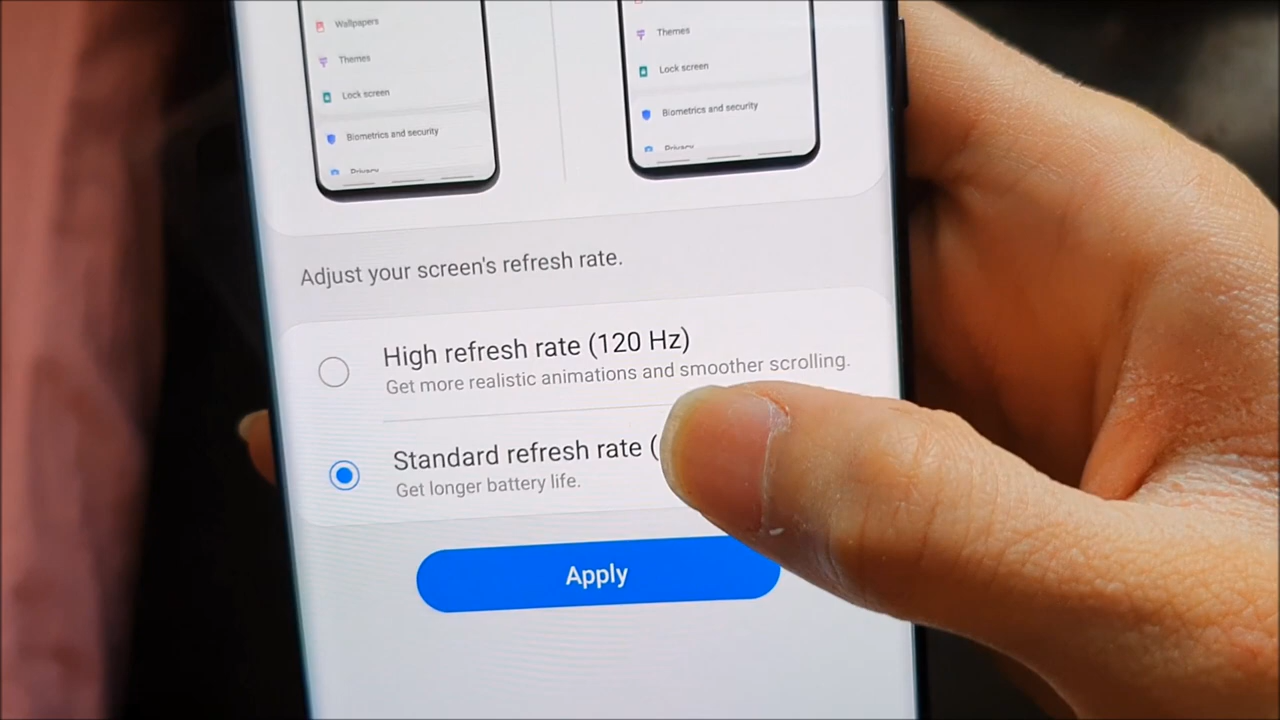 Wallpapers
Themes
Lock screen
Biometrics and security
Privacy
Themes
Lock screen
Biometrics and security
Privacy
Adjust your screen's refresh rate.
High refresh rate (120 Hz)
Get more realistic animations and smoother scrolling.
Standard refresh rate (
Get longer battery life.
Apply